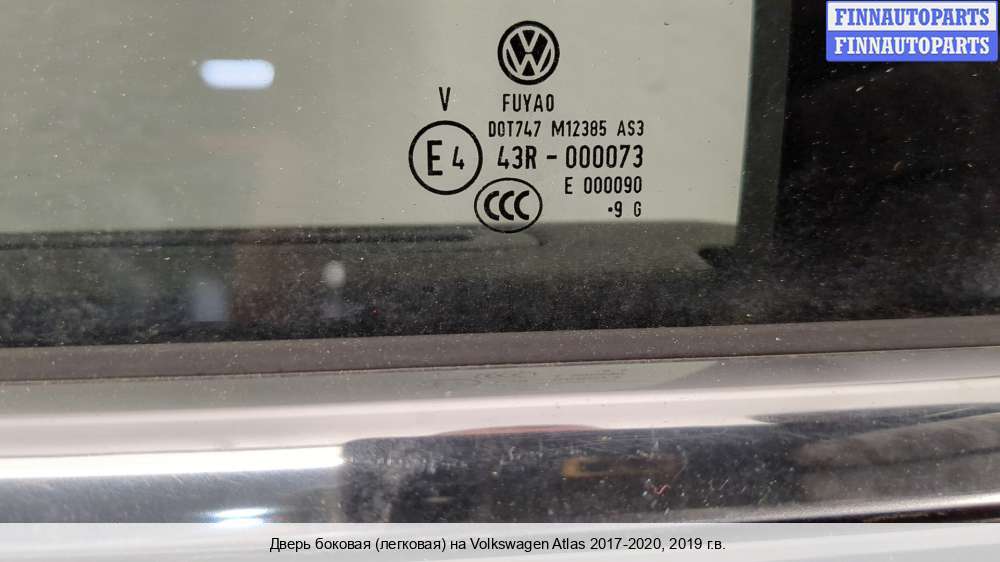 FINNAUTOPARTS
FINNAUTOPARTS
VW
V
FUYAO
DOT747 M12385 AS3
E 4 43R-000073
E 000090
CCC
.9 G
Дверь боковая (легковая) на Volkswagen Atlas 2017-2020, 2019 г.в.